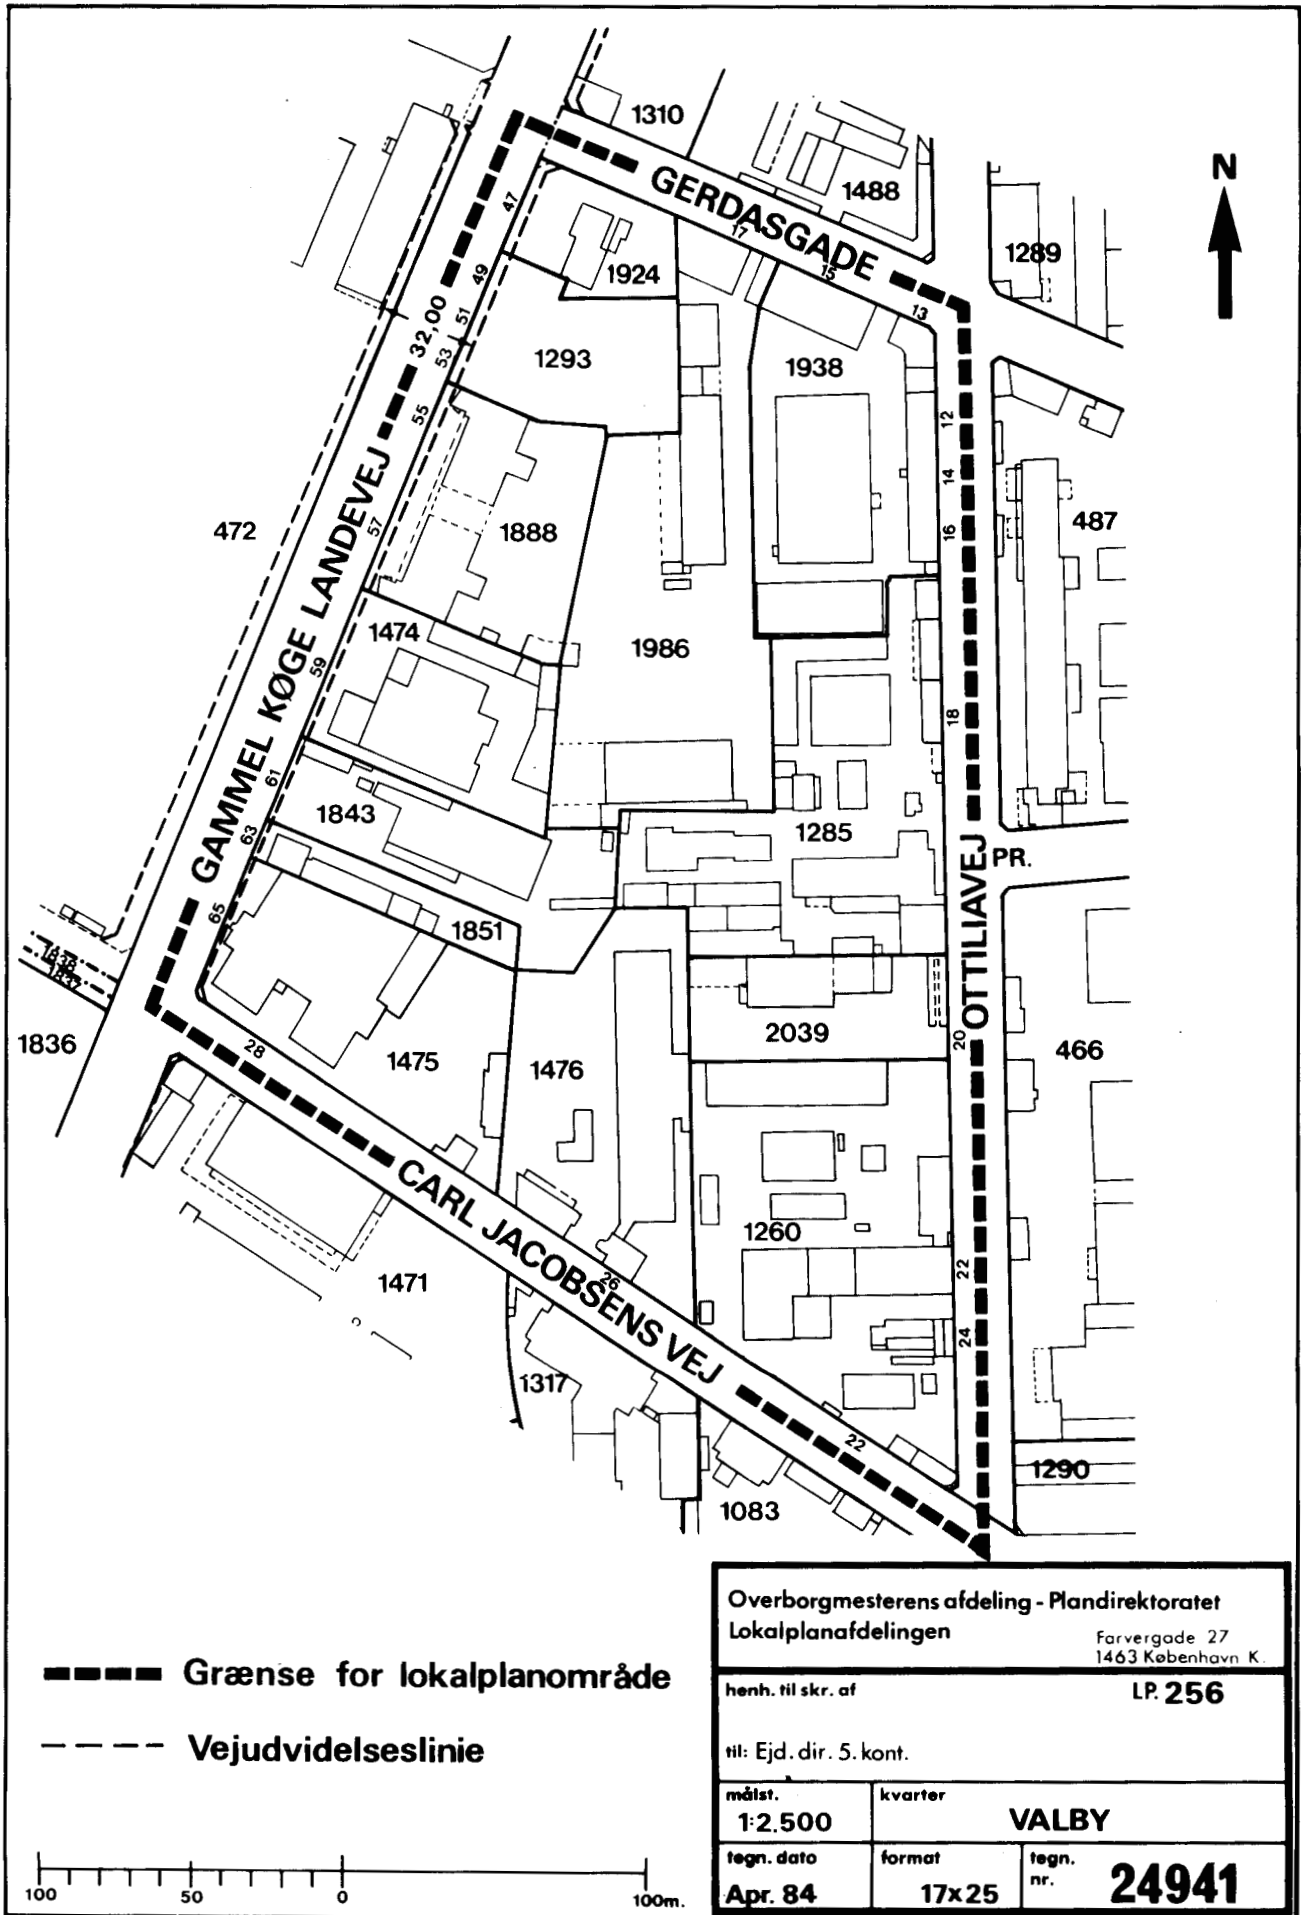 1310
N
GERDASGADE
1488
47
17
1289
49
1924
15
13
32,00
51
53
1293
1938
55
12
14
GAMMEL KØGE LANDEVEJ
472
57
1888
16
487
1474
1986
59
18
61
1843
63
1285
OTTILIAVEJ
PR.
65
1851
1838
1837
2039
1836
28
1475
1476
20
466
CARL JACOBSENS VEJ
1260
1471
26
22
24
1317
22
1290
1083
Overborgmesterens afdeling - Plandirektoratet
Lokalplanafdelingen
Farvergade 27
1463 København K.
henh. til skr. af
LP. 256
til: Ejd. dir. 5. kont.
målst.
1:2.500
kvarter
VALBY
tegn. dato
Apr. 84
format
17x25
tegn.
nr.
24941
Grænse for lokalplanområde
Vejudvidelseslinie
100 50 0 100m.